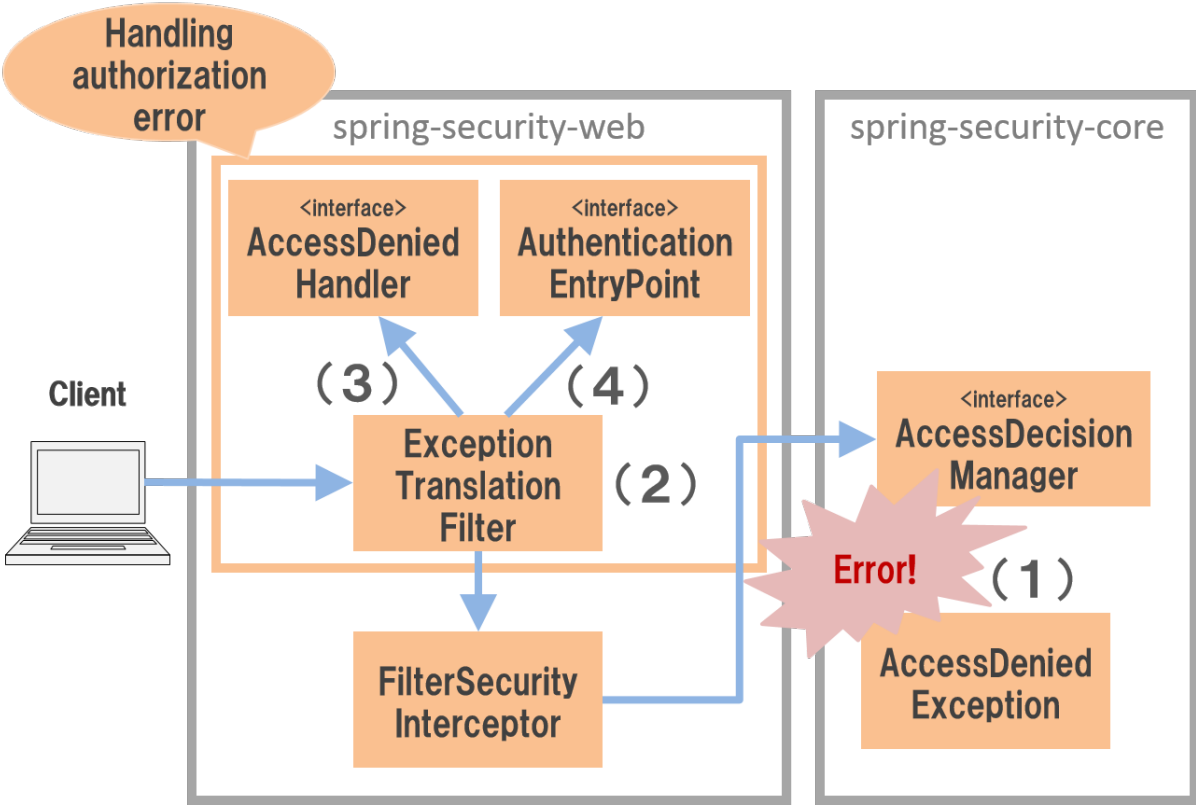 Handling
authorization
error
spring-security-web
spring-security-core
<interface>
AccessDenied
Handler
<interface>
Authentication
EntryPoint
（3）
（4）
Client
Exception
Translation
Filter
（2）
<interface>
AccessDecision
Manager
Error!
（1）
FilterSecurity
Interceptor
AccessDenied
Exception